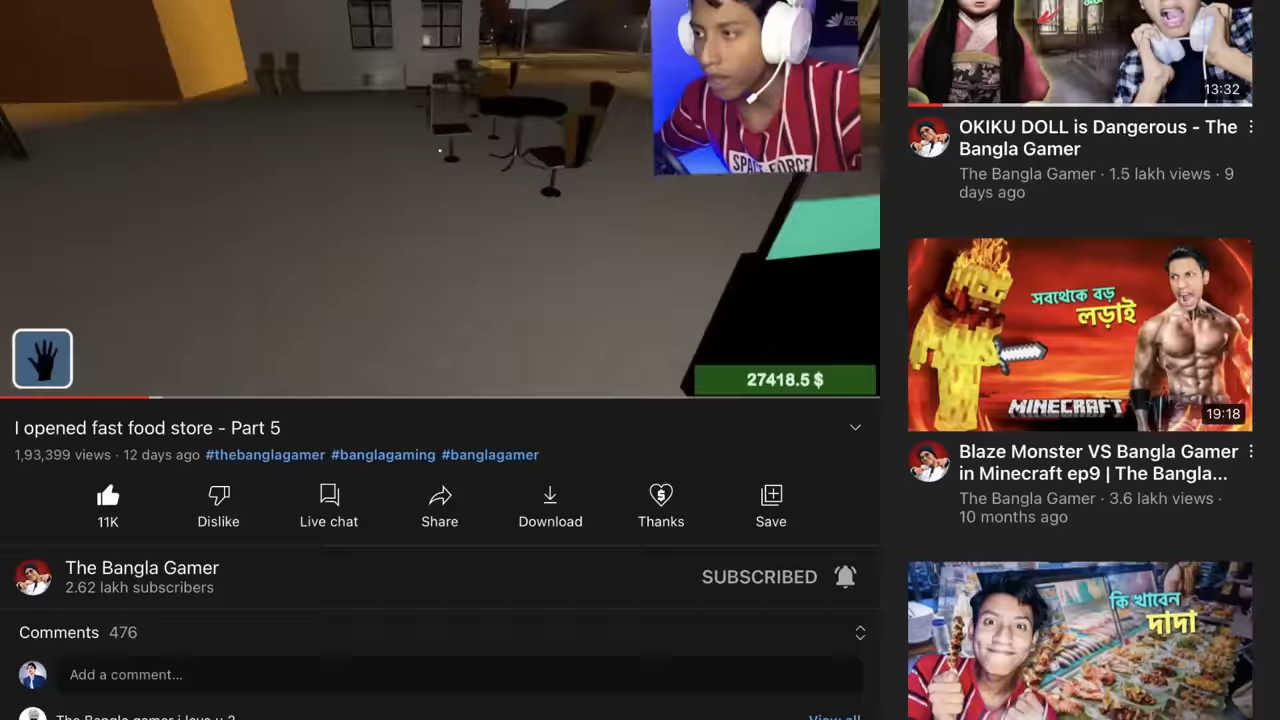 SPACE FORCE
27418.5 $
I opened fast food store - Part 5
1,93,399 views · 12 days ago #thebanglagamer #banglagaming #banglagamer
11K
Dislike
Live chat
Share
Download
Thanks
Save
The Bangla Gamer
2.62 lakh subscribers
SUBSCRIBED
Comments 476
Add a comment...
View all
13:32
OKIKU DOLL is Dangerous - The
Bangla Gamer
The Bangla Gamer · 1.5 lakh views · 9
days ago
সবথেকে বড়
লড়াই
MINECRAFT
19:18
Blaze Monster VS Bangla Gamer
in Minecraft ep9 | The Bangla...
The Bangla Gamer · 3.6 lakh views ·
10 months ago
কি খাবেন
দাদা